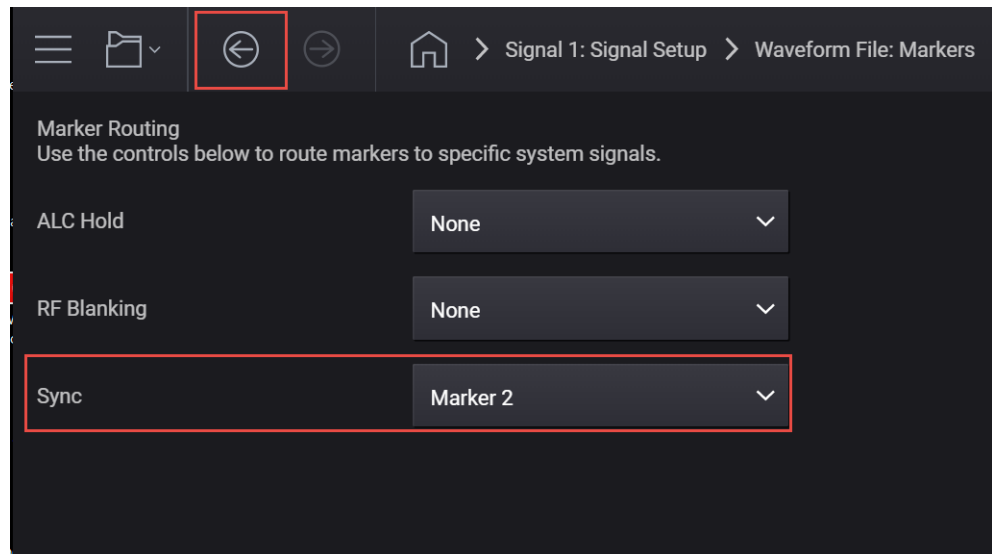 Signal 1: Signal Setup > Waveform File: Markers
Marker Routing
Use the controls below to route markers to specific system signals.
ALC Hold None
RF Blanking None
Sync Marker 2